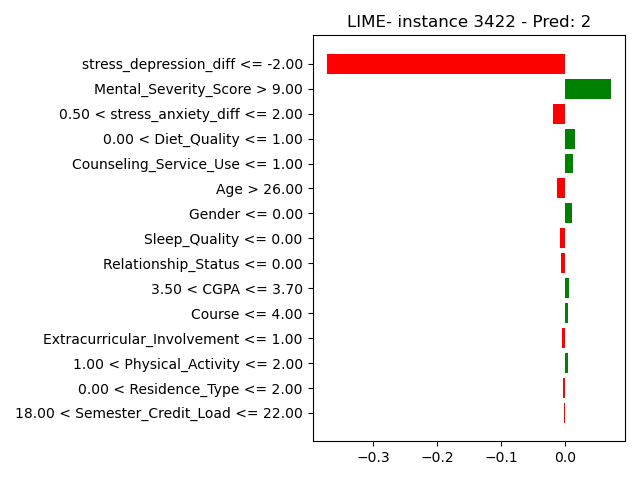 LIME- instance 3422 - Pred: 2
stress_depression_diff <= -2.00
Mental_Severity_Score > 9.00
0.50 < stress_anxiety_diff <= 2.00
0.00 < Diet_Quality <= 1.00
Counseling_Service_Use <= 1.00
Age > 26.00
Gender <= 0.00
Sleep_Quality <= 0.00
Relationship_Status <= 0.00
3.50 < CGPA <= 3.70
Course <= 4.00
Extracurricular_Involvement <= 1.00
1.00 < Physical_Activity <= 2.00
0.00 < Residence_Type <= 2.00
18.00 < Semester_Credit_Load <= 22.00
−0.3 −0.2 −0.1 0.0